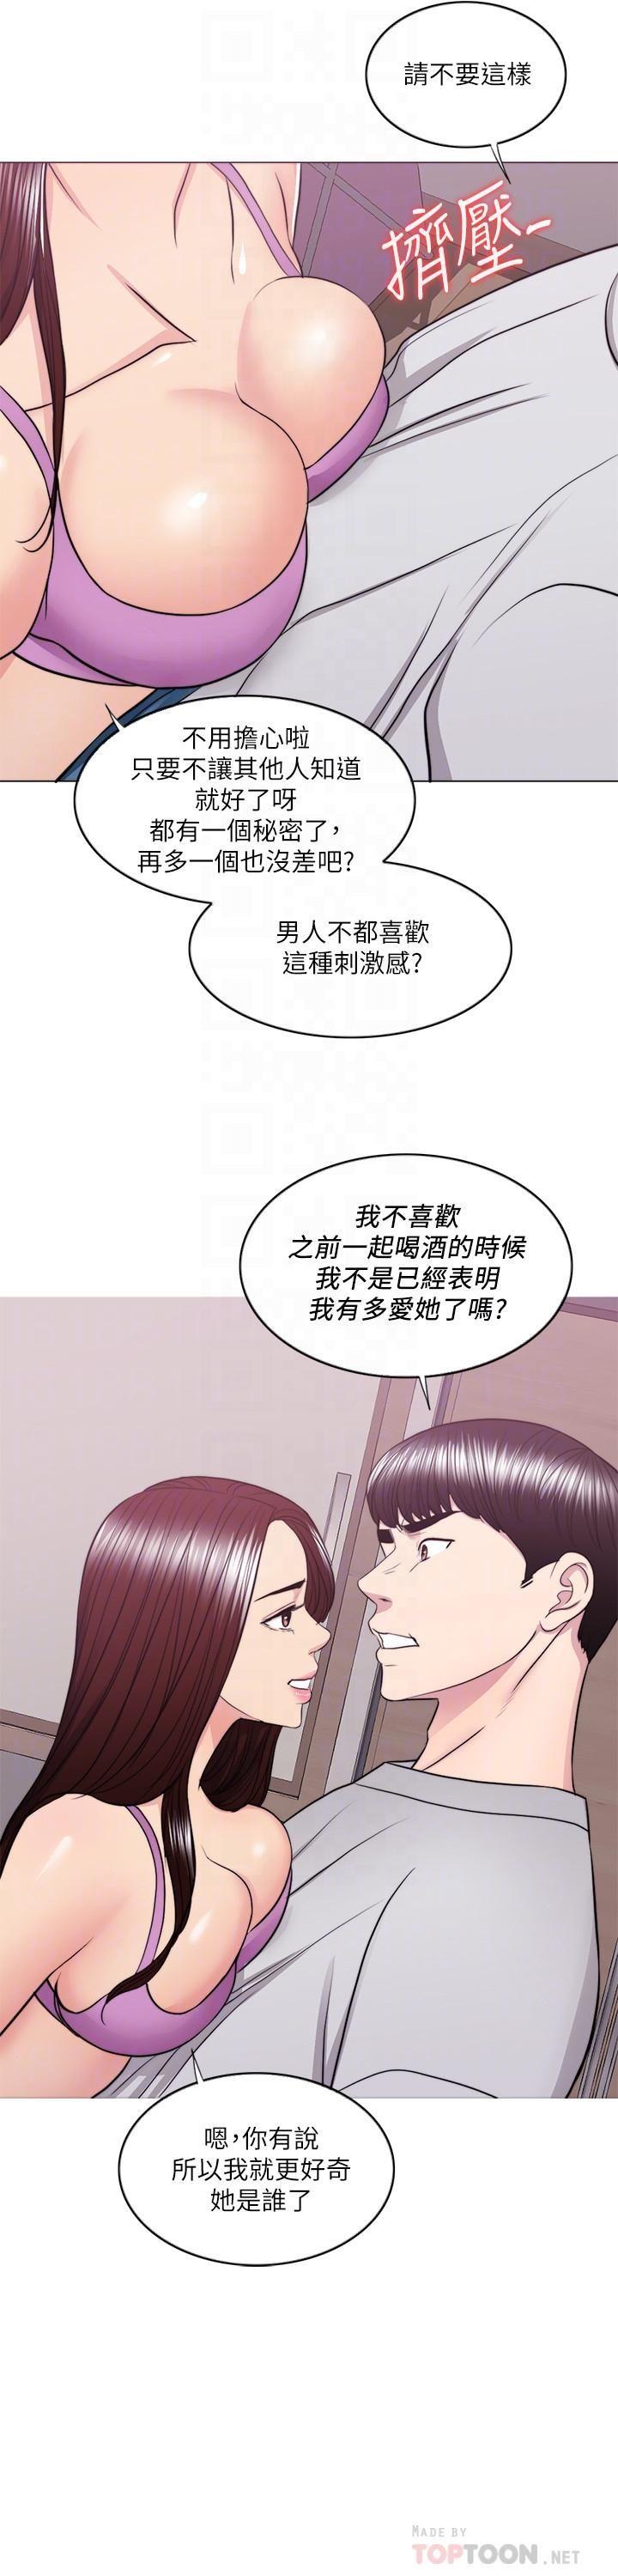 請不要這樣
擠壓
不用擔心啦
只要不讓其他人知道
就好了呀
都有一個秘密了，
再多一個也沒差吧？
男人不都喜歡
這種刺激感？
我不喜歡
之前一起喝酒的時候
我不是已經表明
我有多愛她了嗎？
嗯，你有說
所以我就更好奇
她是誰了
MADE BY
TOPTOON.NET